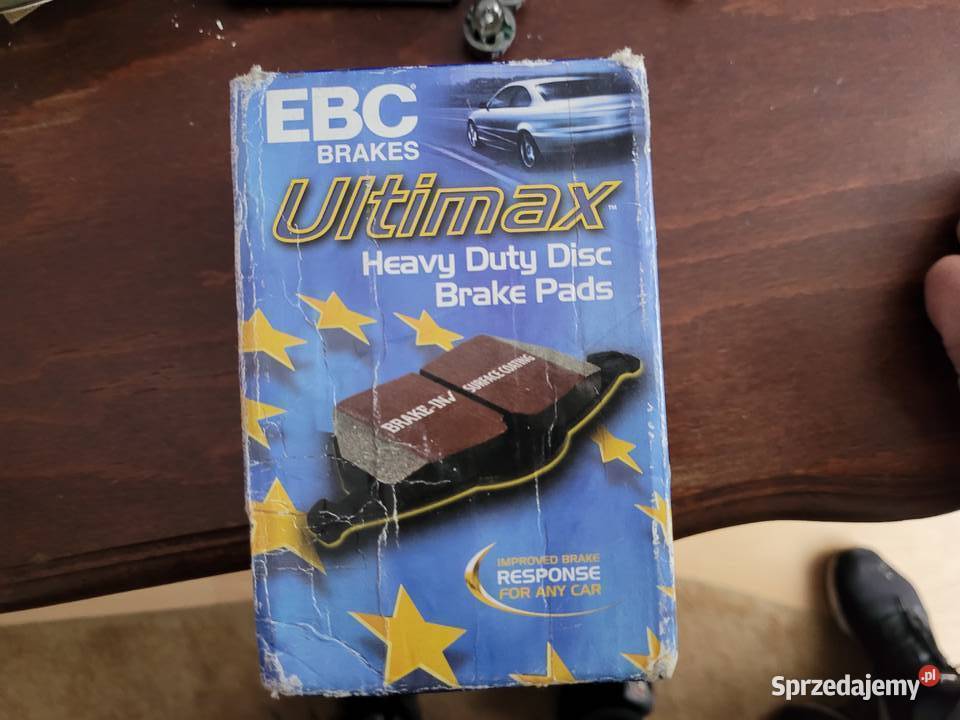 EBC®
BRAKES
Ultimax™
Heavy Duty Disc
Brake Pads
BRAKE-IN/ SURFACE COATING
IMPROVED BRAKE
RESPONSE
FOR ANY CAR
Sprzedajemy.pl